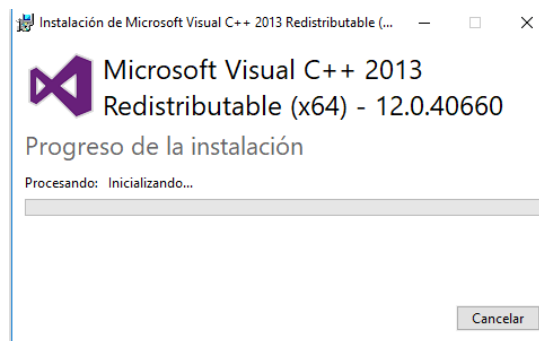 Instalación de Microsoft Visual C++ 2013 Redistributable (...
Microsoft Visual C++ 2013
Redistributable (x64) - 12.0.40660
Progreso de la instalación
Procesando: Inicializando...
Cancelar